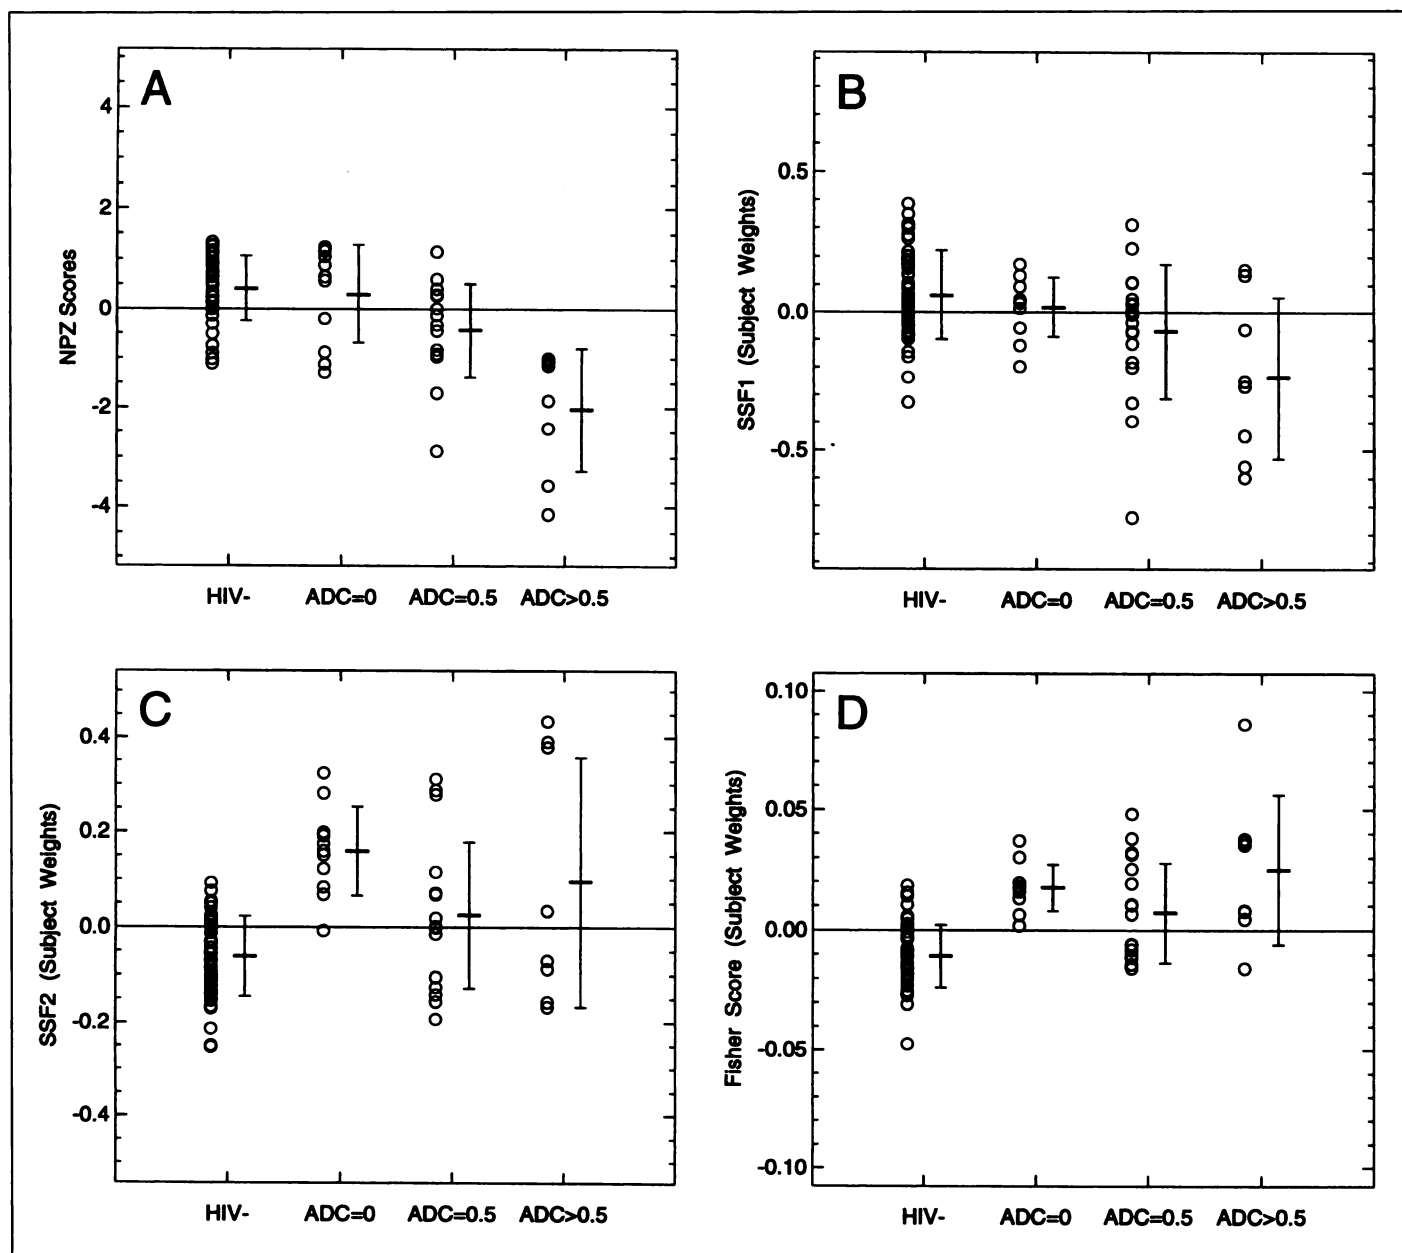 A
4
2
0
-2
-4
NPZ Scores
HIV-
ADC=0
ADC=0.5
ADC>0.5
B
0.5
0.0
-0.5
SSF1 (Subject Weights)
HIV-
ADC=0
ADC=0.5
ADC>0.5
C
0.4
0.2
0.0
-0.2
-0.4
SSF2 (Subject Weights)
HIV-
ADC=0
ADC=0.5
ADC>0.5
D
0.10
0.05
0.00
-0.05
-0.10
Fisher Score (Subject Weights)
HIV-
ADC=0
ADC=0.5
ADC>0.5